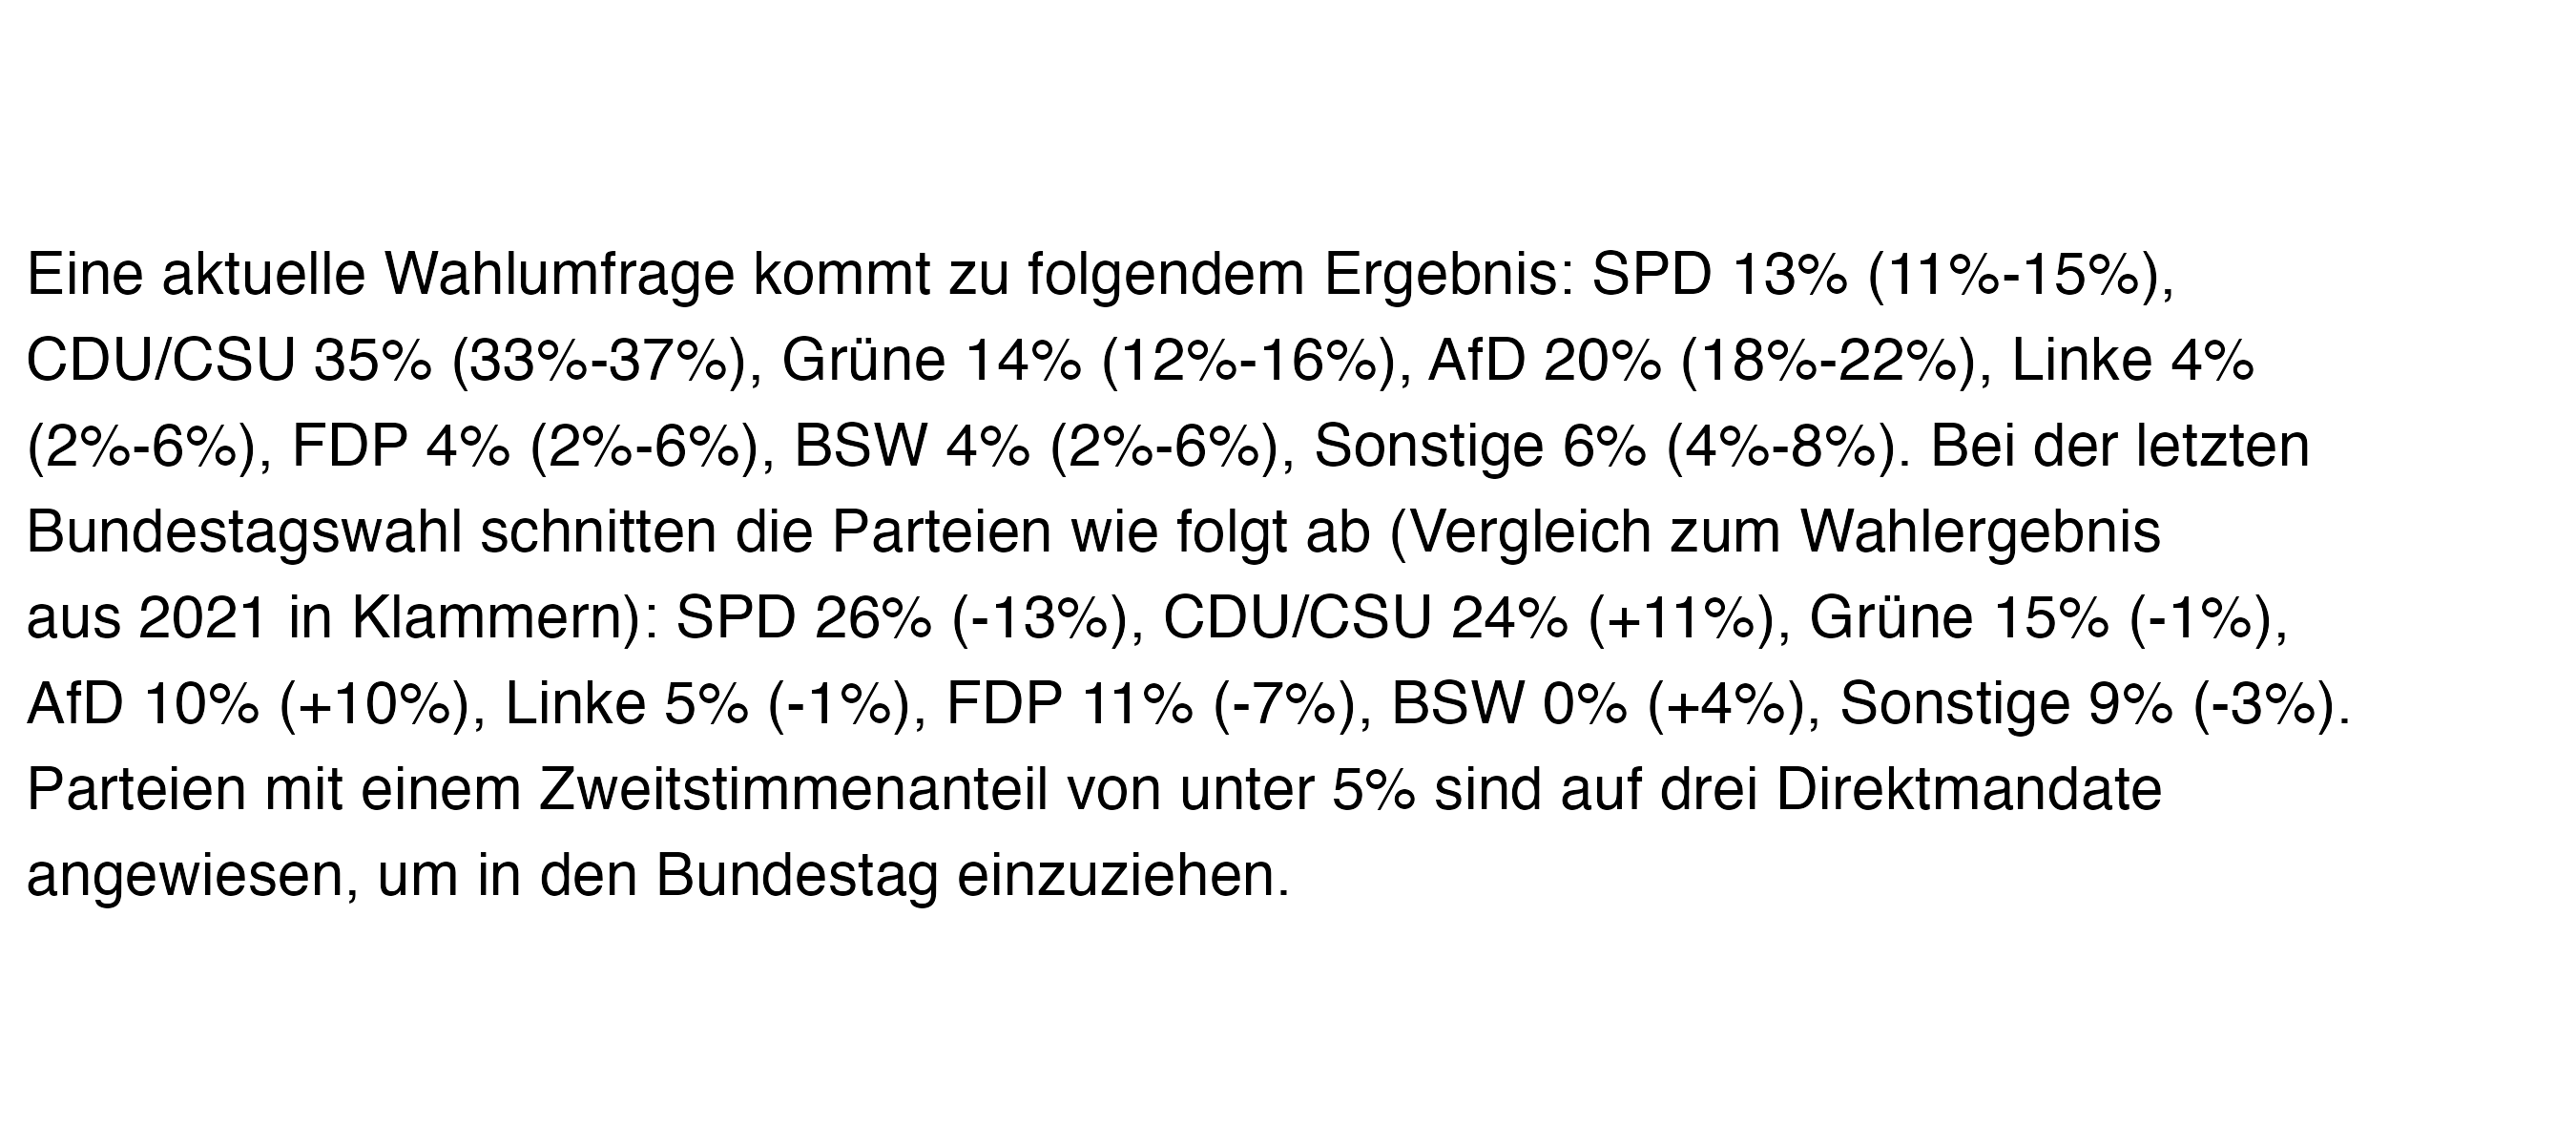 Eine aktuelle Wahlumfrage kommt zu folgendem Ergebnis: SPD 13% (11%-15%),
CDU/CSU 35% (33%-37%), Grüne 14% (12%-16%), AfD 20% (18%-22%), Linke 4%
(2%-6%), FDP 4% (2%-6%), BSW 4% (2%-6%), Sonstige 6% (4%-8%). Bei der letzten
Bundestagswahl schnitten die Parteien wie folgt ab (Vergleich zum Wahlergebnis
aus 2021 in Klammern): SPD 26% (-13%), CDU/CSU 24% (+11%), Grüne 15% (-1%),
AfD 10% (+10%), Linke 5% (-1%), FDP 11% (-7%), BSW 0% (+4%), Sonstige 9% (-3%).
Parteien mit einem Zweitstimmenanteil von unter 5% sind auf drei Direktmandate
angewiesen, um in den Bundestag einzuziehen.